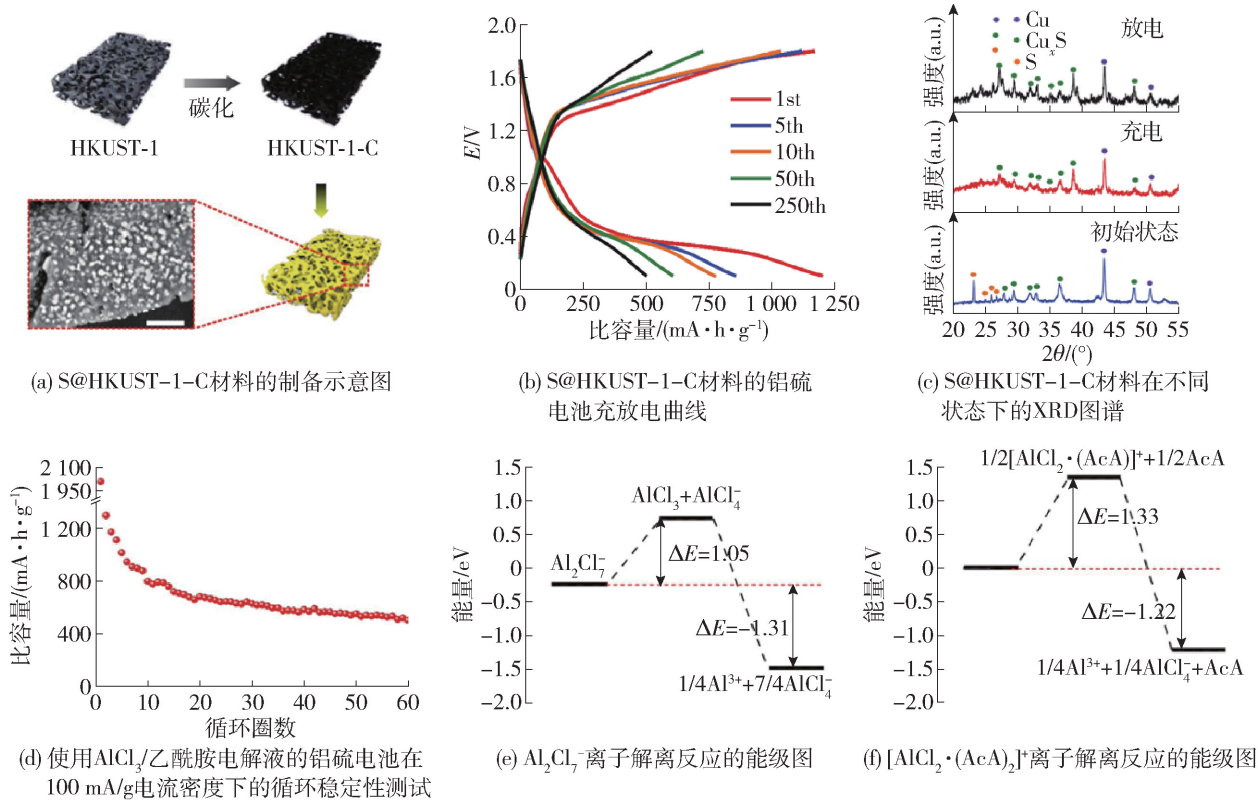 碳化
HKUST-1
HKUST-1-C
(a) S@HKUST-1-C材料的制备示意图
2.0
1.6
1.2
0.8
0.4
0
E/V
1st
5th
10th
50th
250th
0
250
500
750
1 000
1 250
比容量/(mA·h·g⁻¹)
(b) S@HKUST-1-C材料的铝硫
电池充放电曲线
Cu
CuₓS
S
放电
强度(a.u.)
充电
强度(a.u.)
初始状态
强度(a.u.)
20
25
30
35
40
45
50
55
2θ/(°)
(c) S@HKUST-1-C材料在不同
状态下的XRD图谱
2 100
1 950
1 200
800
400
0
比容量/(mA·h·g⁻¹)
0
10
20
30
40
50
60
循环圈数
(d) 使用AlCl₃/乙酰胺电解液的铝硫电池在
100 mA/g电流密度下的循环稳定性测试
1.5
1.0
0.5
0
−0.5
−1.0
−1.5
−2.0
能量/eV
AlCl₃+AlCl₄⁻
Al₂Cl₇⁻
ΔE=1.05
ΔE=−1.31
1/4Al³⁺+7/4AlCl₄⁻
(e) Al₂Cl₇⁻离子解离反应的能级图
1.5
1.0
0.5
0
−0.5
−1.0
−1.5
−2.0
能量/eV
1/2[AlCl₂·(AcA)]⁺+1/2AcA
ΔE=1.33
ΔE=−1.22
1/4Al³⁺+1/4AlCl₄⁻+AcA
(f) [AlCl₂·(AcA)₂]⁺离子解离反应的能级图